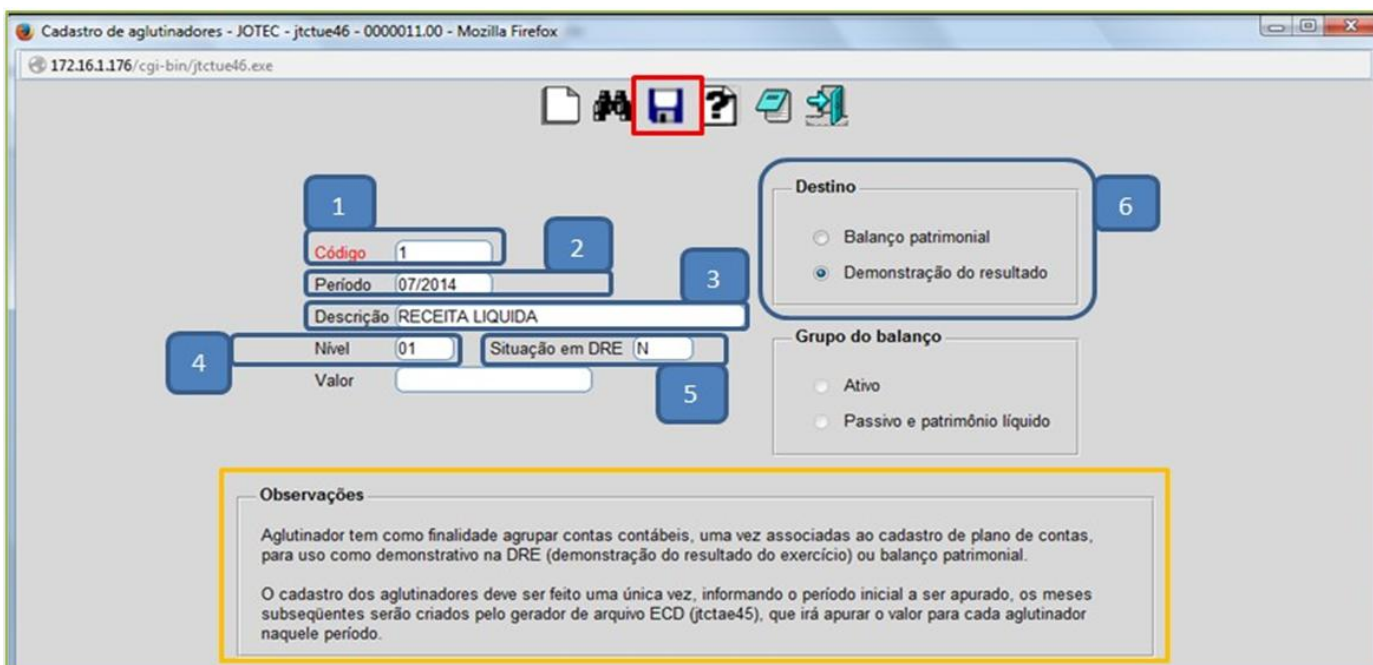 Cadastro de aglutinadores - JOTEC - jtctue46 - 0000011.00 - Mozilla Firefox
172.16.1.176/cgi-bin/jtctue46.exe
1
Código 1
2
Período 07/2014
3
Descrição RECEITA LIQUIDA
4
Nível 01 Situação em DRE N
Valor
5
Destino
Balanço patrimonial
Demonstração do resultado
6
Grupo do balanço
Ativo
Passivo e patrimônio líquido
Observações
Aglutinador tem como finalidade agrupar contas contábeis, uma vez associadas ao cadastro de plano de contas,
para uso como demonstrativo na DRE (demonstração do resultado do exercício) ou balanço patrimonial.
O cadastro dos aglutinadores deve ser feito uma única vez, informando o período inicial a ser apurado, os meses
subseqüentes serão criados pelo gerador de arquivo ECD (jtctae45), que irá apurar o valor para cada aglutinador
naquele período.